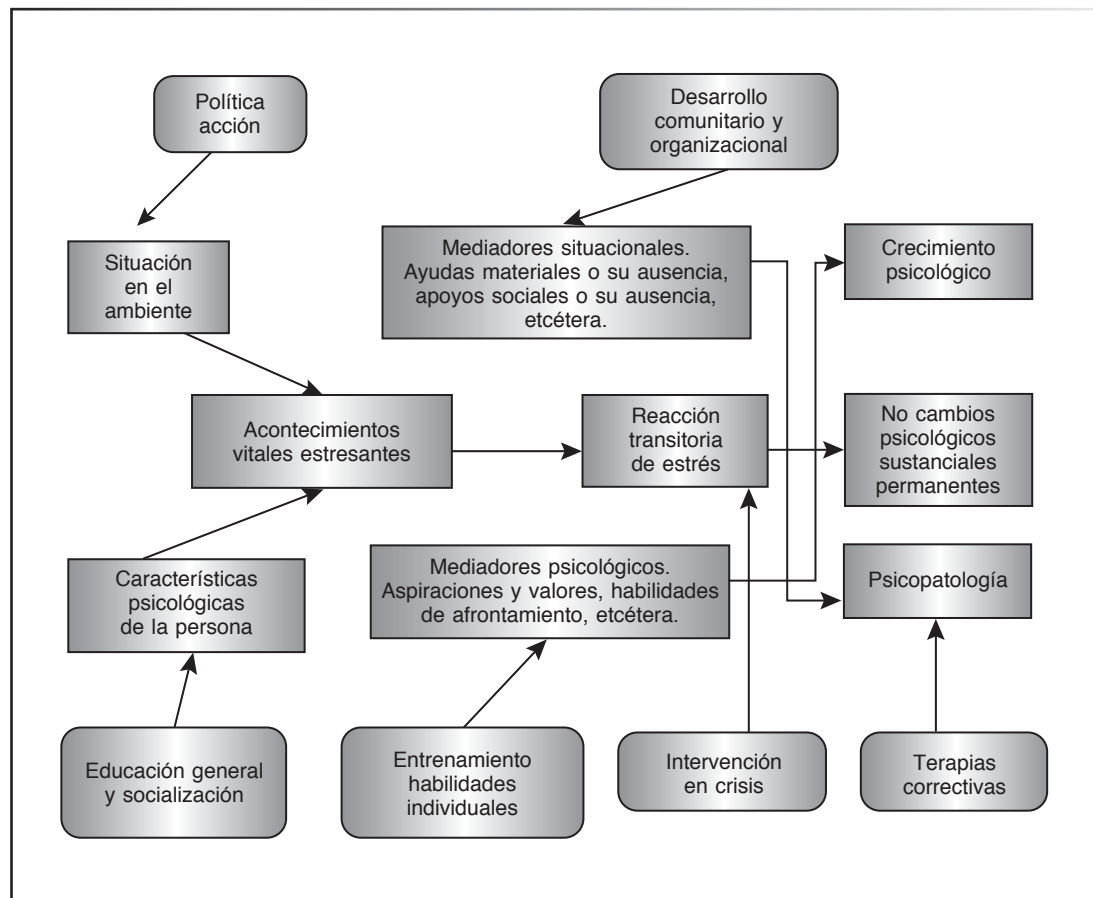 Política
acción
Desarrollo
comunitario y
organizacional
Situación
en el
ambiente
Mediadores situacionales.
Ayudas materiales o su ausencia,
apoyos sociales o su ausencia,
etcétera.
Crecimiento
psicológico
Acontecimientos
vitales estresantes
Reacción
transitoria
de estrés
No cambios
psicológicos
sustanciales
permanentes
Características
psicológicas
de la persona
Mediadores psicológicos.
Aspiraciones y valores, habilidades
de afrontamiento, etcétera.
Psicopatología
Educación general
y socialización
Entrenamiento
habilidades
individuales
Intervención
en crisis
Terapias
correctivas